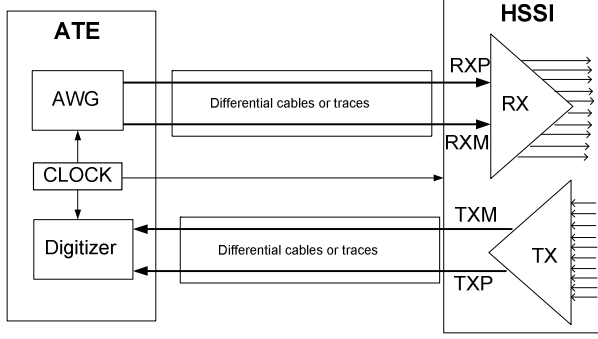 HSSI
ATE
RXP
AWG
Differential cables or traces
RX
RXM
CLOCK
TXM
Digitizer
Differential cables or traces
TX
TXP